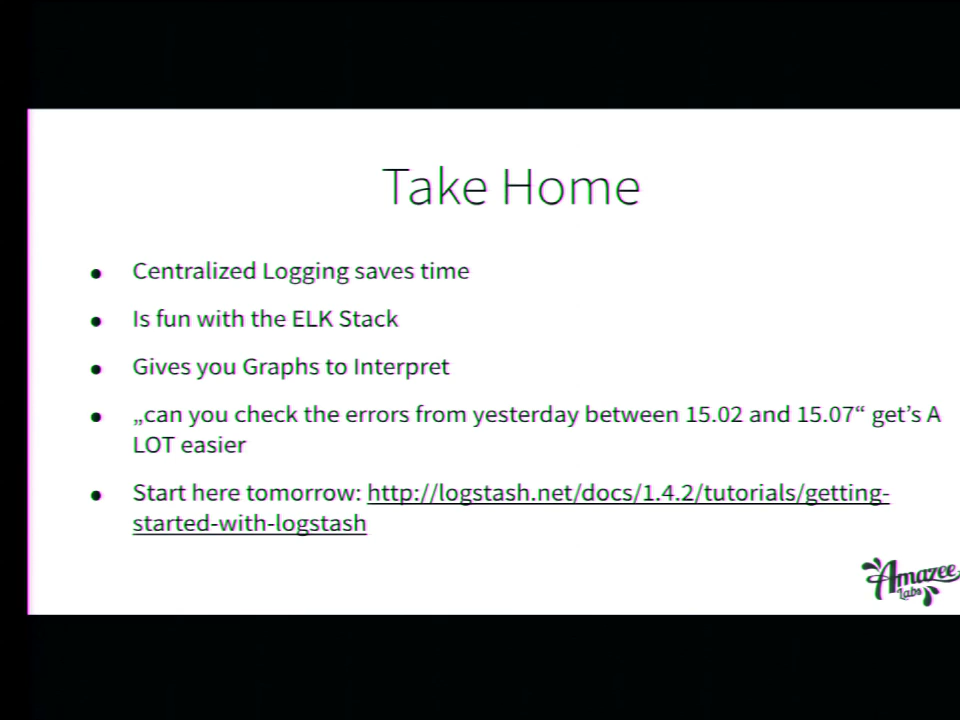 Take Home
• Centralized Logging saves time
• Is fun with the ELK Stack
• Gives you Graphs to Interpret
• „can you check the errors from yesterday between 15.02 and 15.07“ get’s A
LOT easier
• Start here tomorrow: http://logstash.net/docs/1.4.2/tutorials/getting-
started-with-logstash
Amazee
Labs